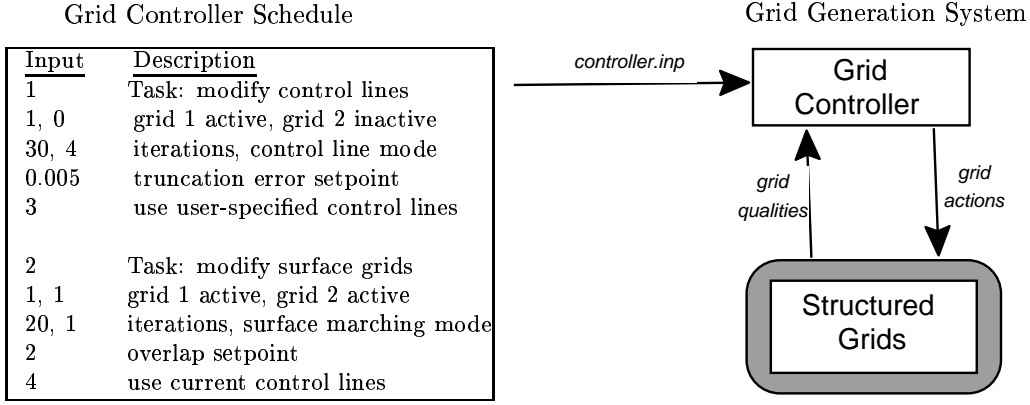 Grid Controller Schedule
Input Description
1 Task: modify control lines
1, 0 grid 1 active, grid 2 inactive
30, 4 iterations, control line mode
0.005 truncation error setpoint
3 use user-specified control lines
2 Task: modify surface grids
1, 1 grid 1 active, grid 2 active
20, 1 iterations, surface marching mode
2 overlap setpoint
4 use current control lines
Grid Generation System
controller.inp
Grid
Controller
grid
qualities
grid
actions
Structured
Grids